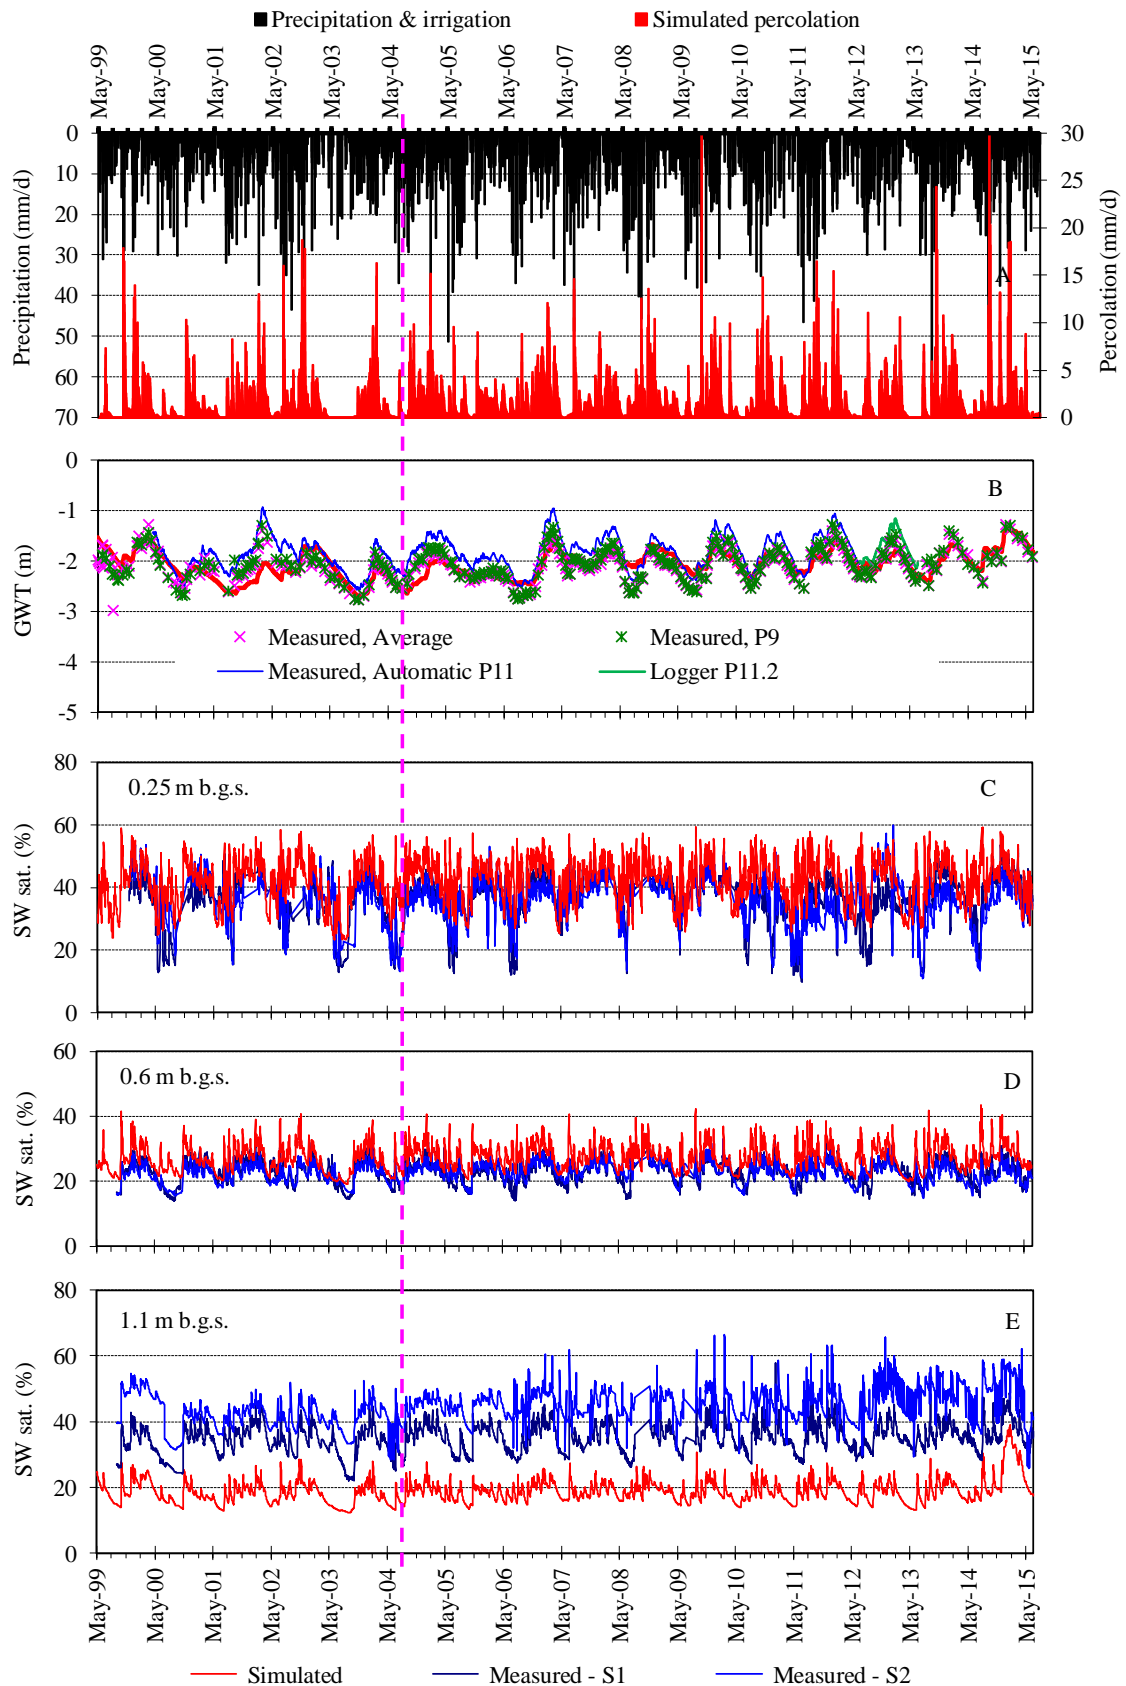 Precipitation & irrigation Simulated percolation
May-99 May-00 May-01 May-02 May-03 May-04 May-05 May-06 May-07 May-08 May-09 May-10 May-11 May-12 May-13 May-14 May-15
Precipitation (mm/d)
0
10
20
30
40
50
60
70
A
30
25
20
15
10
5
0
Percolation (mm/d)
GWT (m)
0
-1
-2
-3
-4
-5
B
Measured, Average Measured, P9
Measured, Automatic P11 Logger P11.2
SW sat. (%)
80
60
40
20
0
0.25 m b.g.s. C
SW sat. (%)
60
40
20
0
0.6 m b.g.s. D
SW sat. (%)
80
60
40
20
0
1.1 m b.g.s. E
May-99 May-00 May-01 May-02 May-03 May-04 May-05 May-06 May-07 May-08 May-09 May-10 May-11 May-12 May-13 May-14 May-15
Simulated Measured - S1 Measured - S2